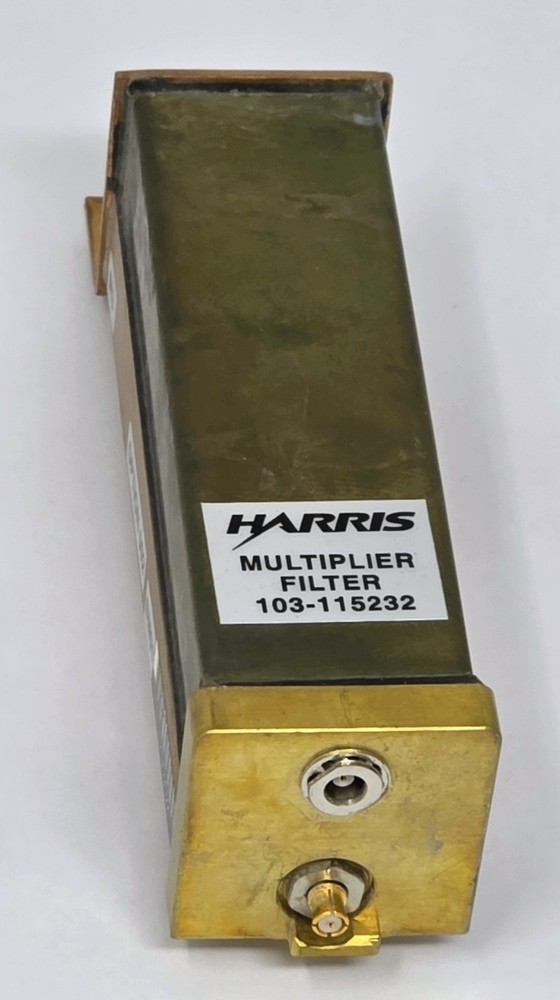 HARRIS
MULTIPLIER
FILTER
103-115232